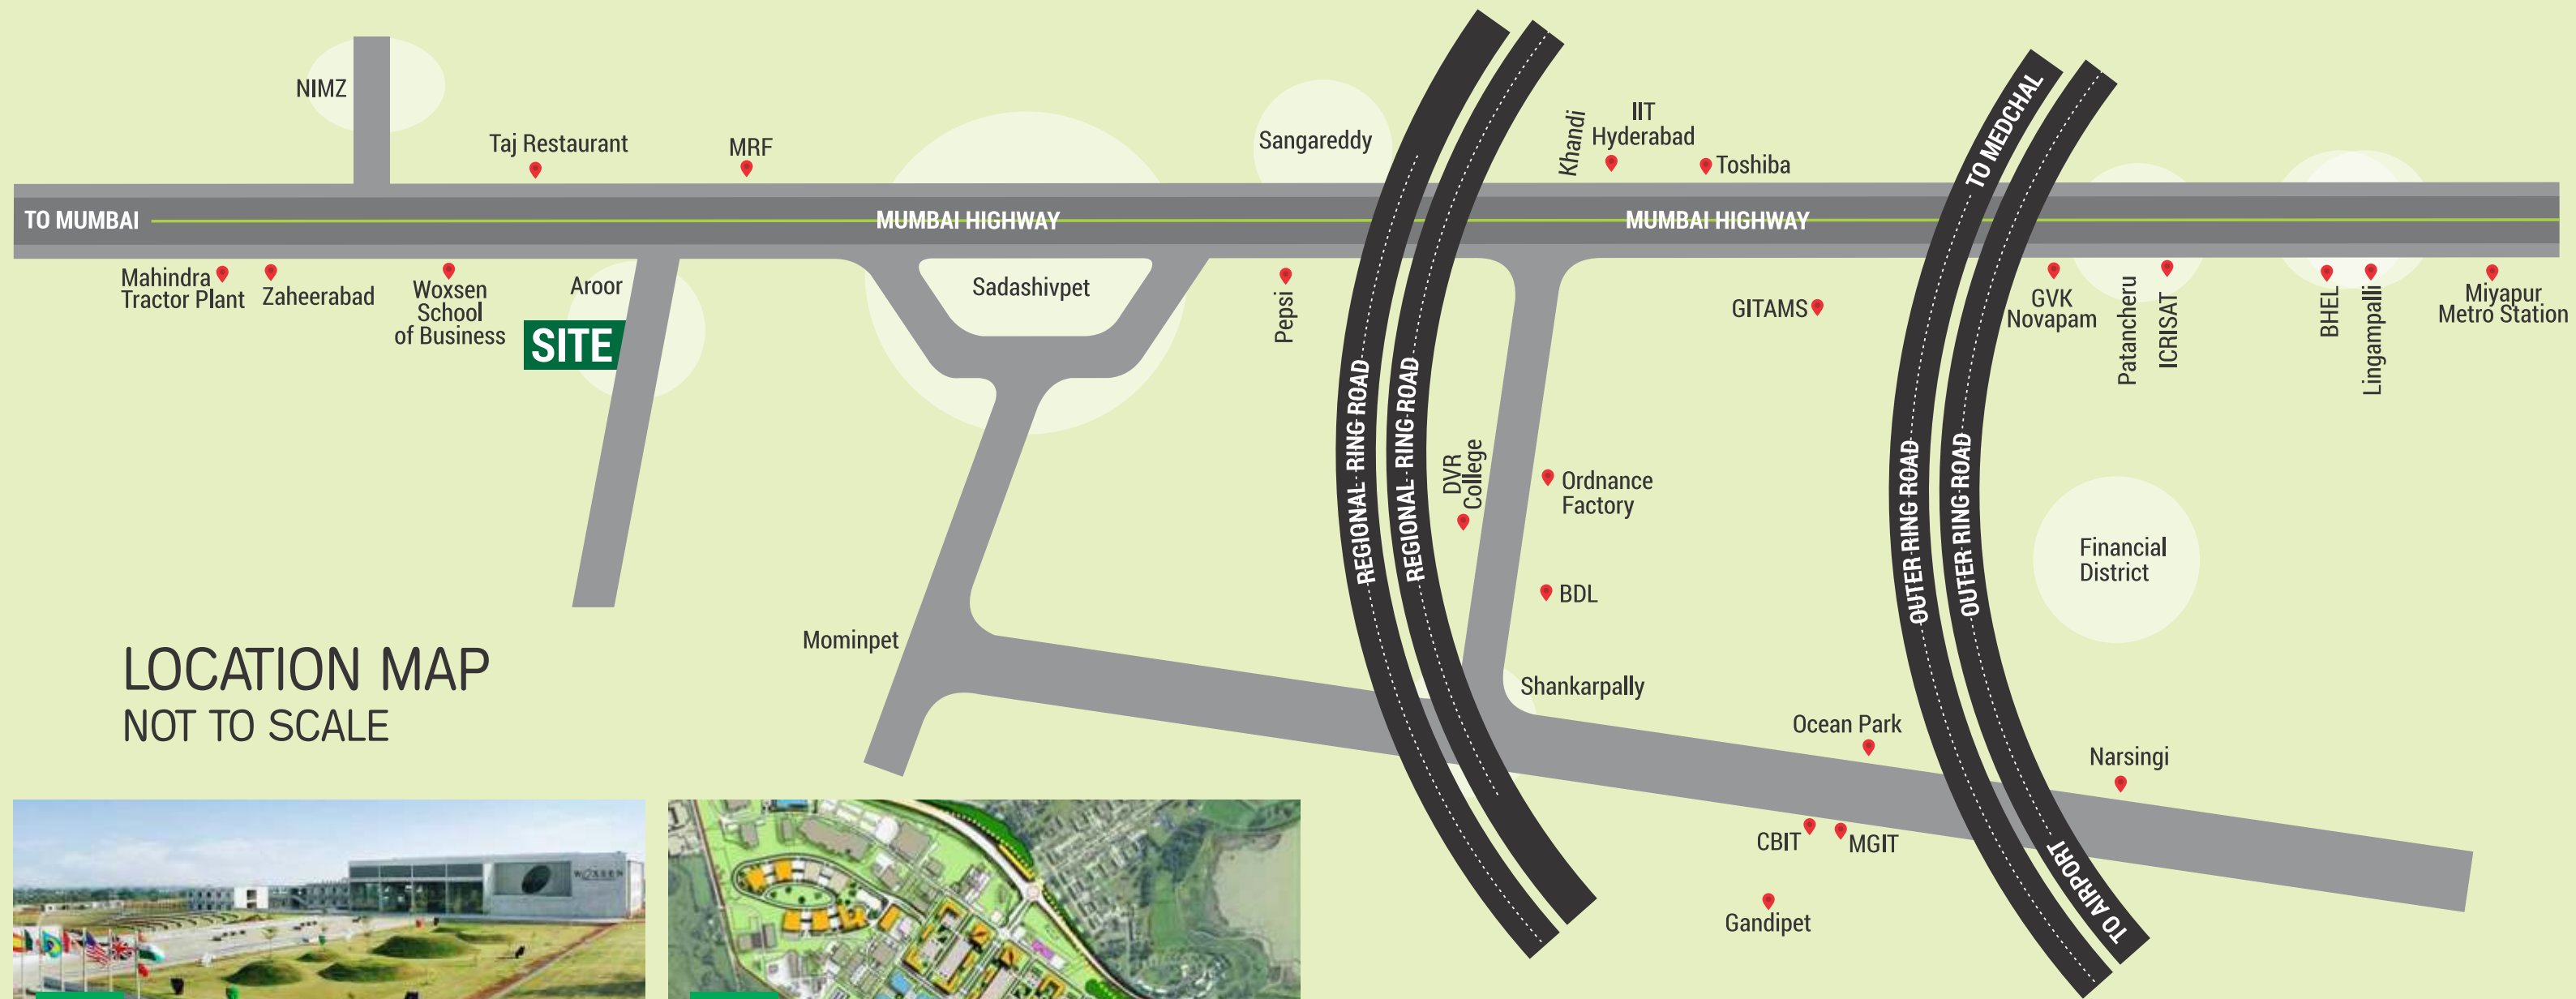 NIMZ
Taj Restaurant
MRF
Sangareddy
Khandi
IIT
Hyderabad
Toshiba
TO MEDCHAL
TO MUMBAI
MUMBAI HIGHWAY
MUMBAI HIGHWAY
Mahindra
Tractor Plant
Zaheerabad
Woxsen
School
of Business
Aroor
SITE
Sadashivpet
Pepsi
GITAMS
GVK
Novapam
Patancheru
ICRISAT
BHEL
Lingampalli
Miyapur
Metro Station
REGIONAL RING ROAD
REGIONAL RING ROAD
DVR
College
Ordnance
Factory
BDL
OUTER RING ROAD
OUTER RING ROAD
Financial
District
Mominpet
Shankarpally
Ocean Park
Narsingi
CBIT
MGIT
Gandipet
TO AIRPORT
LOCATION MAP
NOT TO SCALE
WOXSEN